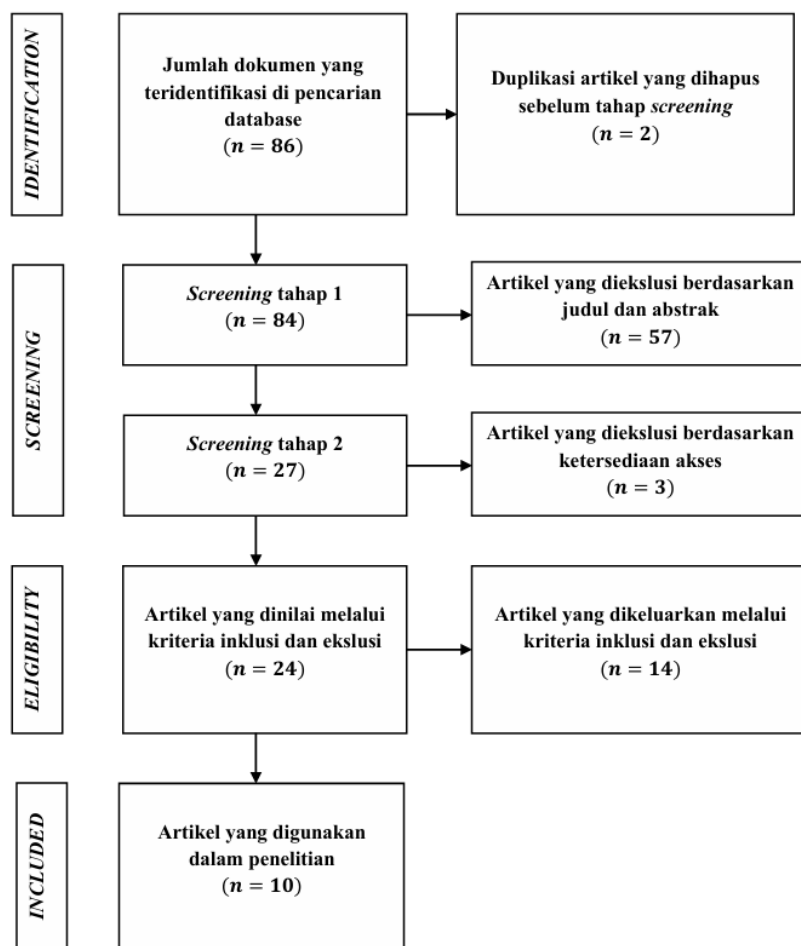 IDENTIFICATION
Jumlah dokumen yang
teridentifikasi di pencarian
database
(n = 86)
Duplikasi artikel yang dihapus
sebelum tahap screening
(n = 2)
SCREENING
Screening tahap 1
(n = 84)
Artikel yang diekslusi berdasarkan
judul dan abstrak
(n = 57)
Screening tahap 2
(n = 27)
Artikel yang diekslusi berdasarkan
ketersediaan akses
(n = 3)
ELIGIBILITY
Artikel yang dinilai melalui
kriteria inklusi dan ekslusi
(n = 24)
Artikel yang dikeluarkan melalui
kriteria inklusi dan ekslusi
(n = 14)
INCLUDED
Artikel yang digunakan
dalam penelitian
(n = 10)